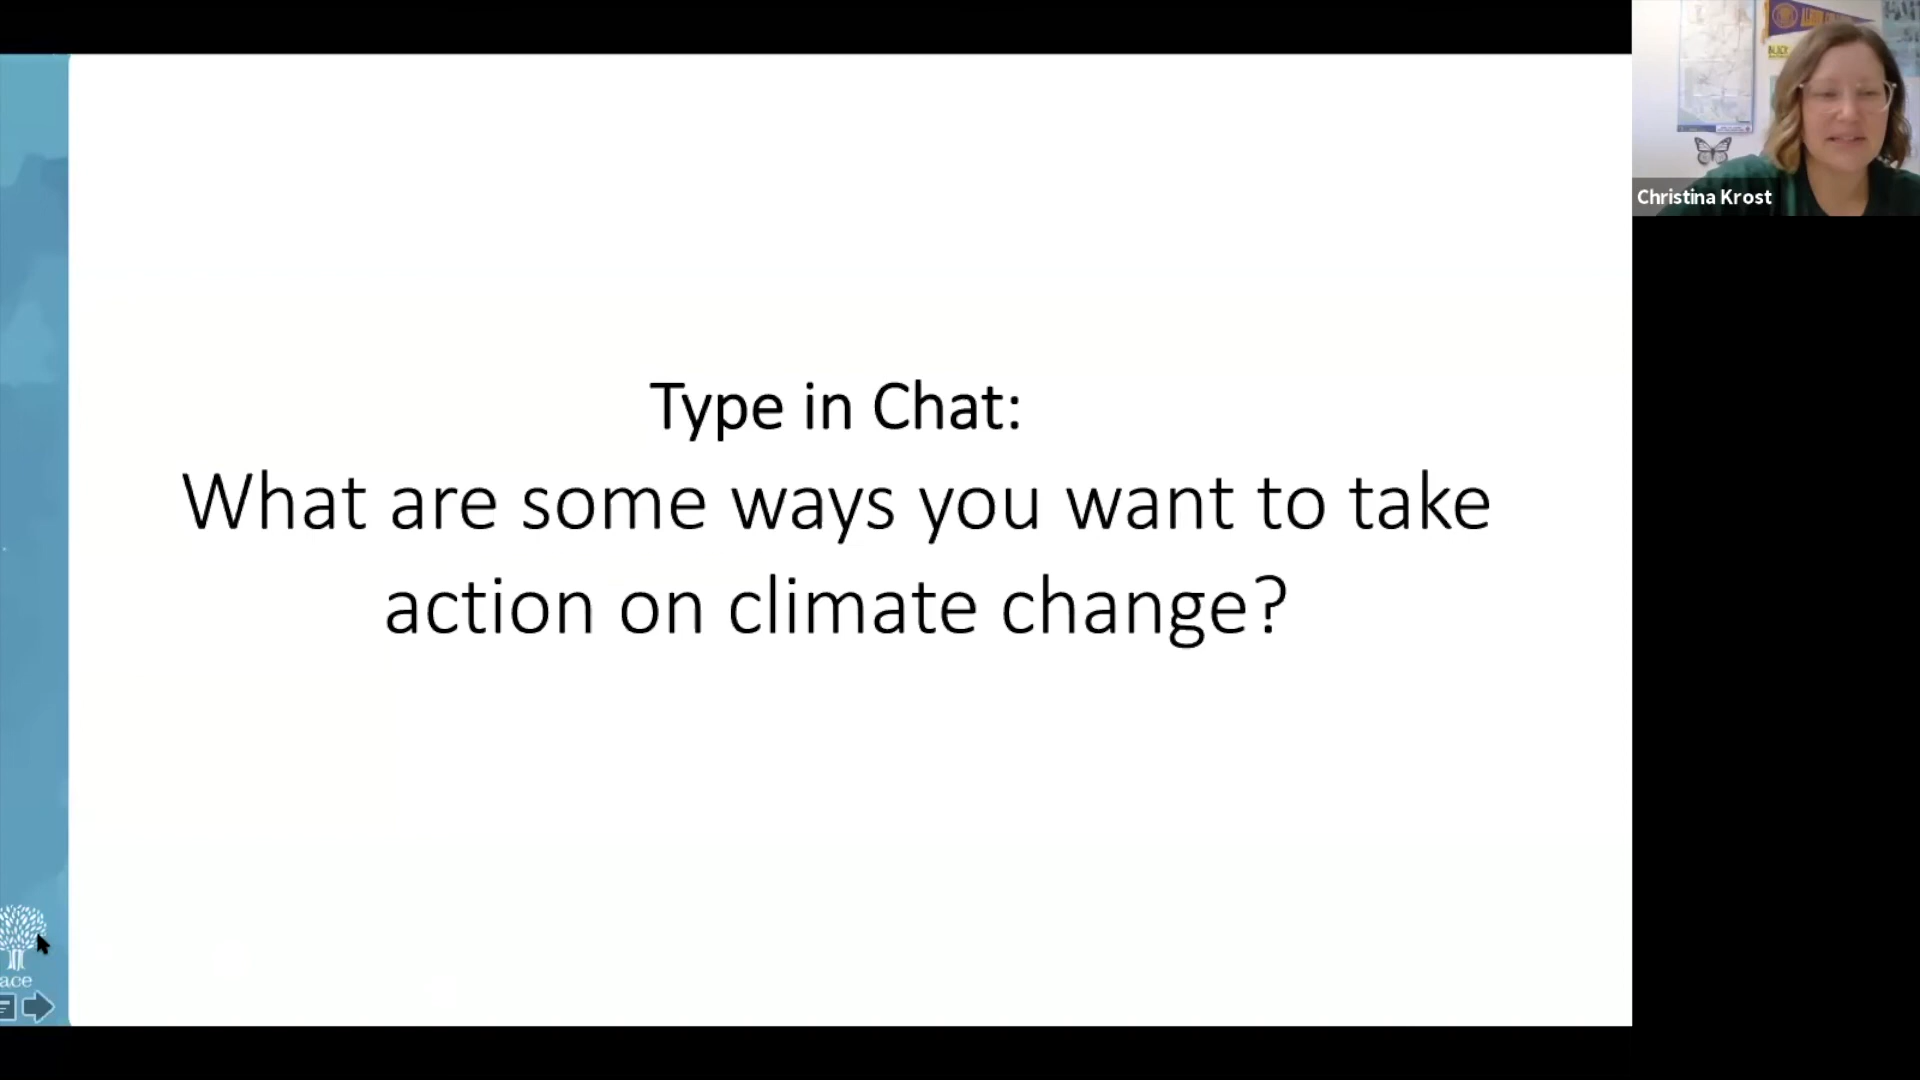 Type in Chat:
What are some ways you want to take
action on climate change?
Christina Krost
ace